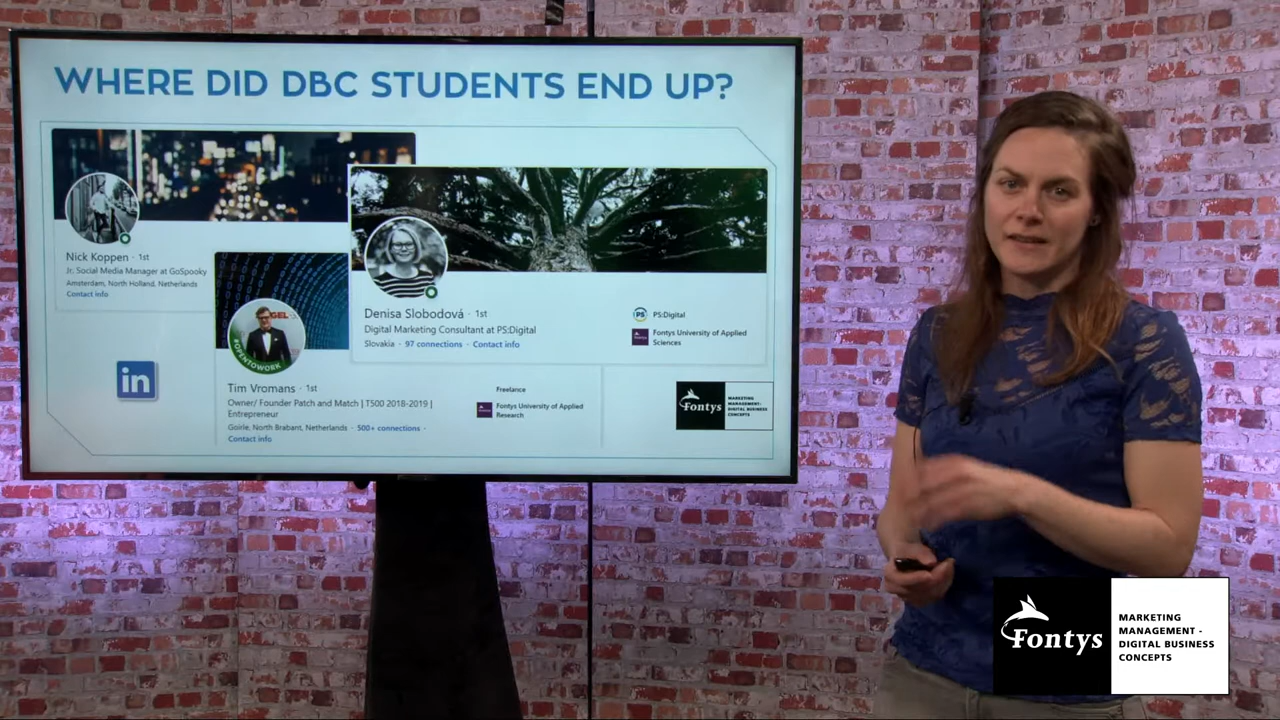 WHERE DID DBC STUDENTS END UP?
Nick Koppen · 1st
Jr. Social Media Manager at GoSpooky
Amsterdam, North Holland, Netherlands
Contact info
Denisa Slobodová · 1st
Digital Marketing Consultant at PS:Digital
Slovakia · 97 connections · Contact info
PS:Digital
Fontys University of Applied
Sciences
#OPENTOWORK
Tim Vromans · 1st
Owner/ Founder Patch and Match | T500 2018-2019 |
Entrepreneur
Goirle, North Brabant, Netherlands · 500+ connections ·
Contact info
Freelance
Fontys University of Applied
Research
in
Fontys
MARKETING
MANAGEMENT-
DIGITAL BUSINESS
CONCEPTS
Fontys
MARKETING
MANAGEMENT -
DIGITAL BUSINESS
CONCEPTS